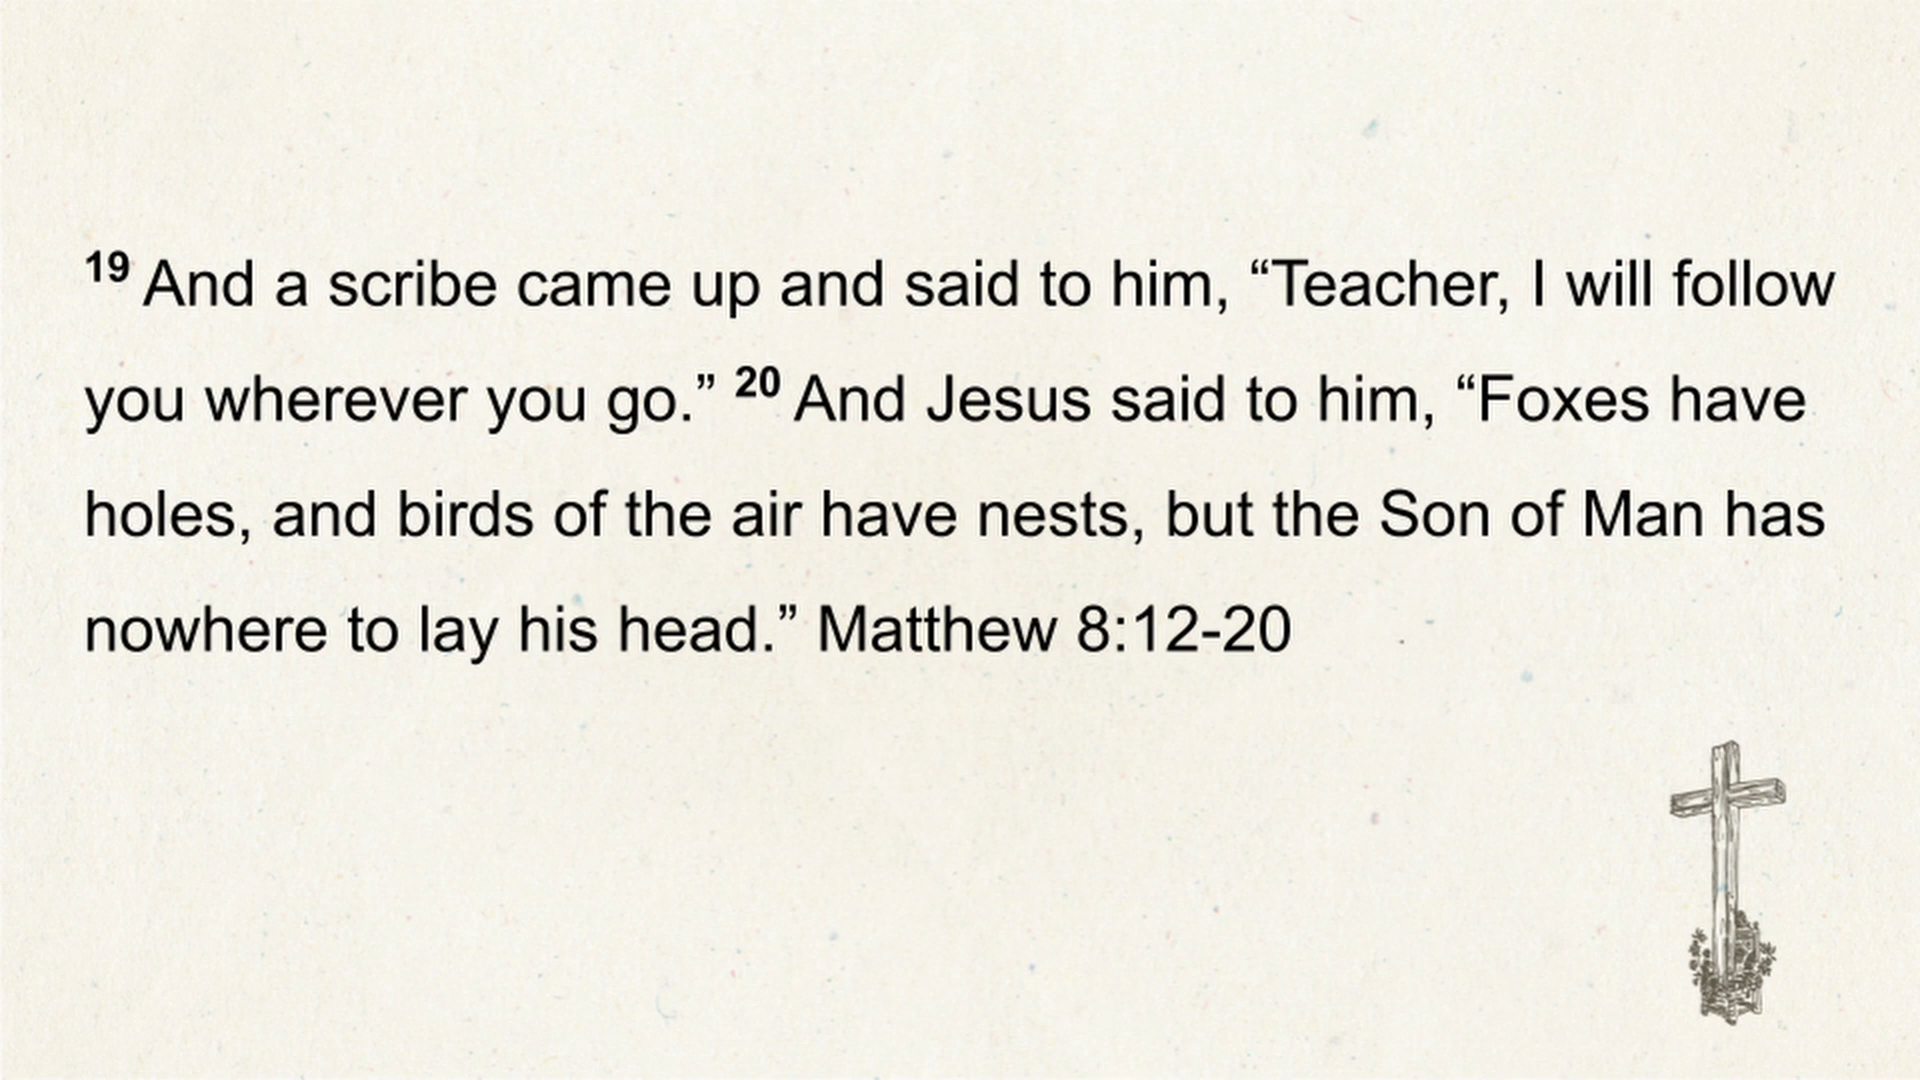 19 And a scribe came up and said to him, “Teacher, I will follow
you wherever you go.” 20 And Jesus said to him, “Foxes have
holes, and birds of the air have nests, but the Son of Man has
nowhere to lay his head.” Matthew 8:12-20